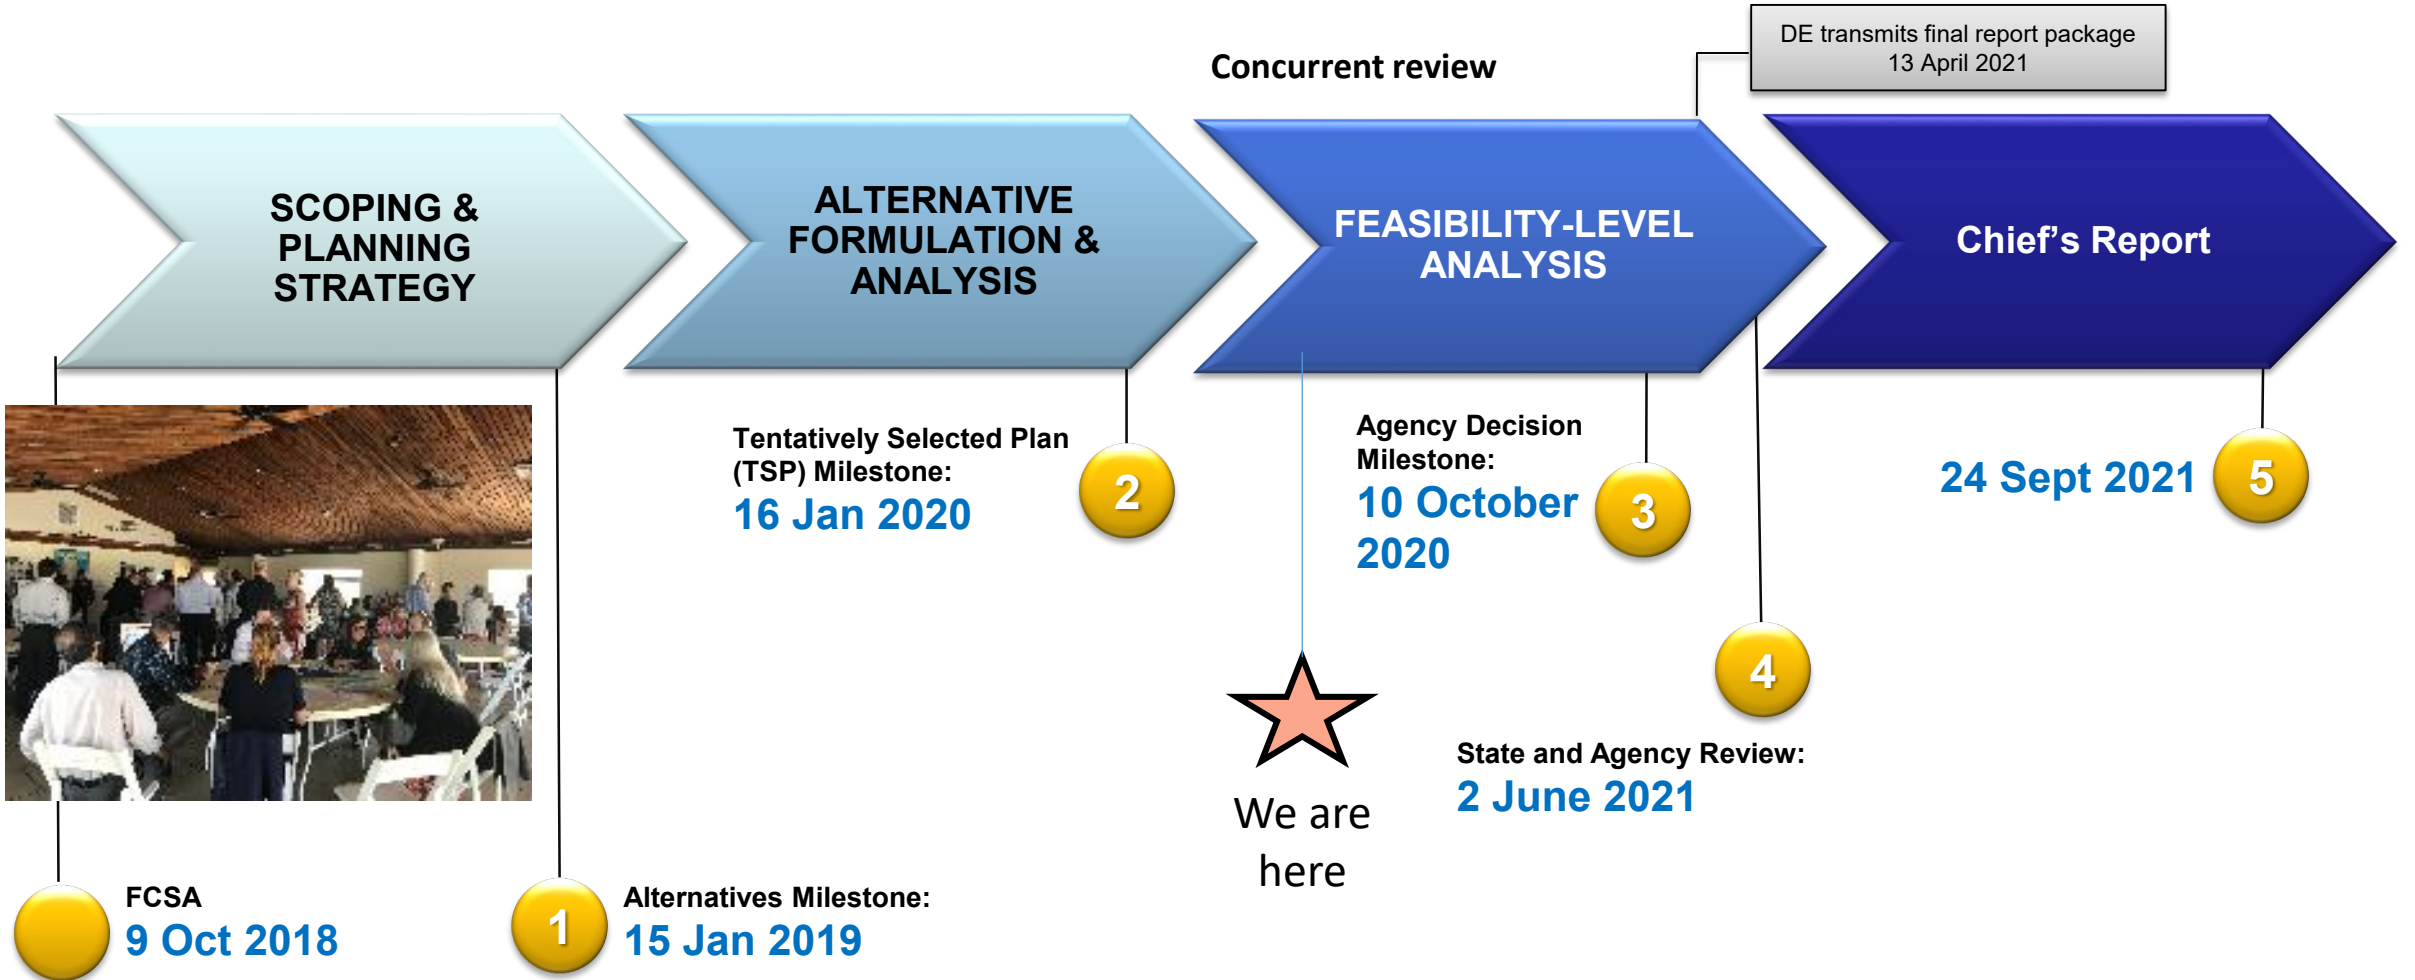 DE transmits final report package
13 April 2021
Concurrent review
SCOPING &
PLANNING
STRATEGY
ALTERNATIVE
FORMULATION &
ANALYSIS
FEASIBILITY-LEVEL
ANALYSIS
Chief's Report
Tentatively Selected Plan
(TSP) Milestone:
16 Jan 2020
2
Agency Decision
Milestone:
10 October
2020
3
24 Sept 2021
5
4
State and Agency Review:
2 June 2021
We are
here
FCSA
9 Oct 2018
1
Alternatives Milestone:
15 Jan 2019